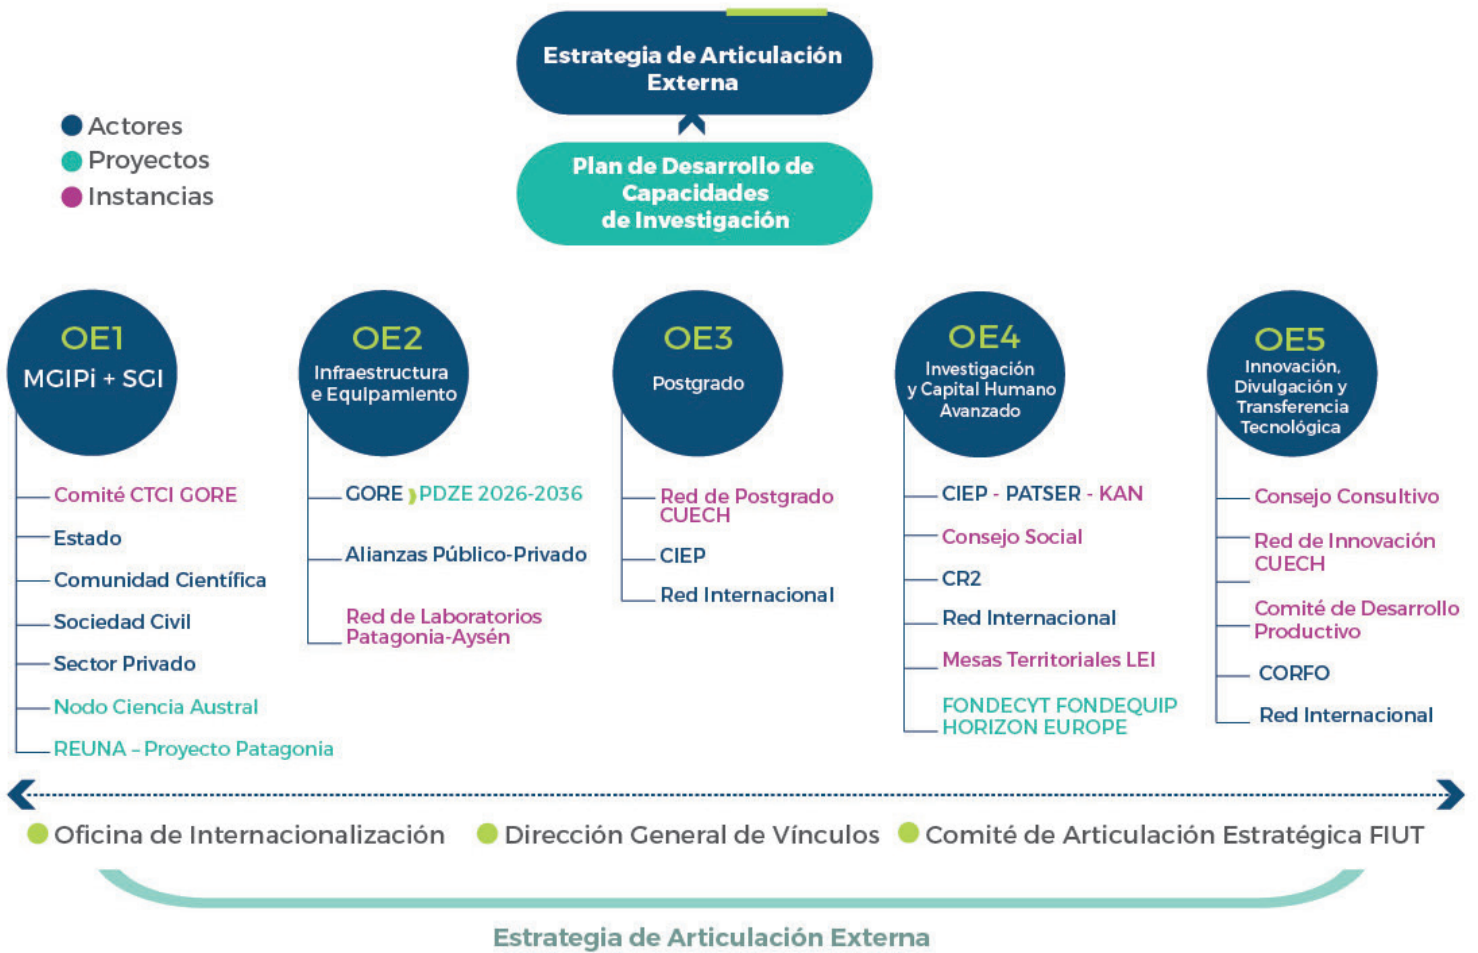 Estrategia de Articulación
Externa
Actores
Proyectos
Instancias
Plan de Desarrollo de
Capacidades
de Investigación
OE1
MGIPi + SGI
Comité CTCI GORE
Estado
Comunidad Científica
Sociedad Civil
Sector Privado
Nodo Ciencia Austral
REUNA – Proyecto Patagonia
OE2
Infraestructura
e Equipamiento
GORE PDZE 2026-2036
Alianzas Público-Privado
Red de Laboratorios
Patagonia-Aysén
OE3
Postgrado
Red de Postgrado
CUECH
CIEP
Red Internacional
OE4
Investigación
y Capital Humano
Avanzado
CIEP - PATSER - KAN
Consejo Social
CR2
Red Internacional
Mesas Territoriales LEI
FONDECYT FONDEQUIP
HORIZON EUROPE
OE5
Innovación,
Divulgación y
Transferencia
Tecnológica
Consejo Consultivo
Red de Innovación
CUECH
Comité de Desarrollo
Productivo
CORFO
Red Internacional
Oficina de Internacionalización
Dirección General de Vínculos
Comité de Articulación Estratégica FIUT
Estrategia de Articulación Externa